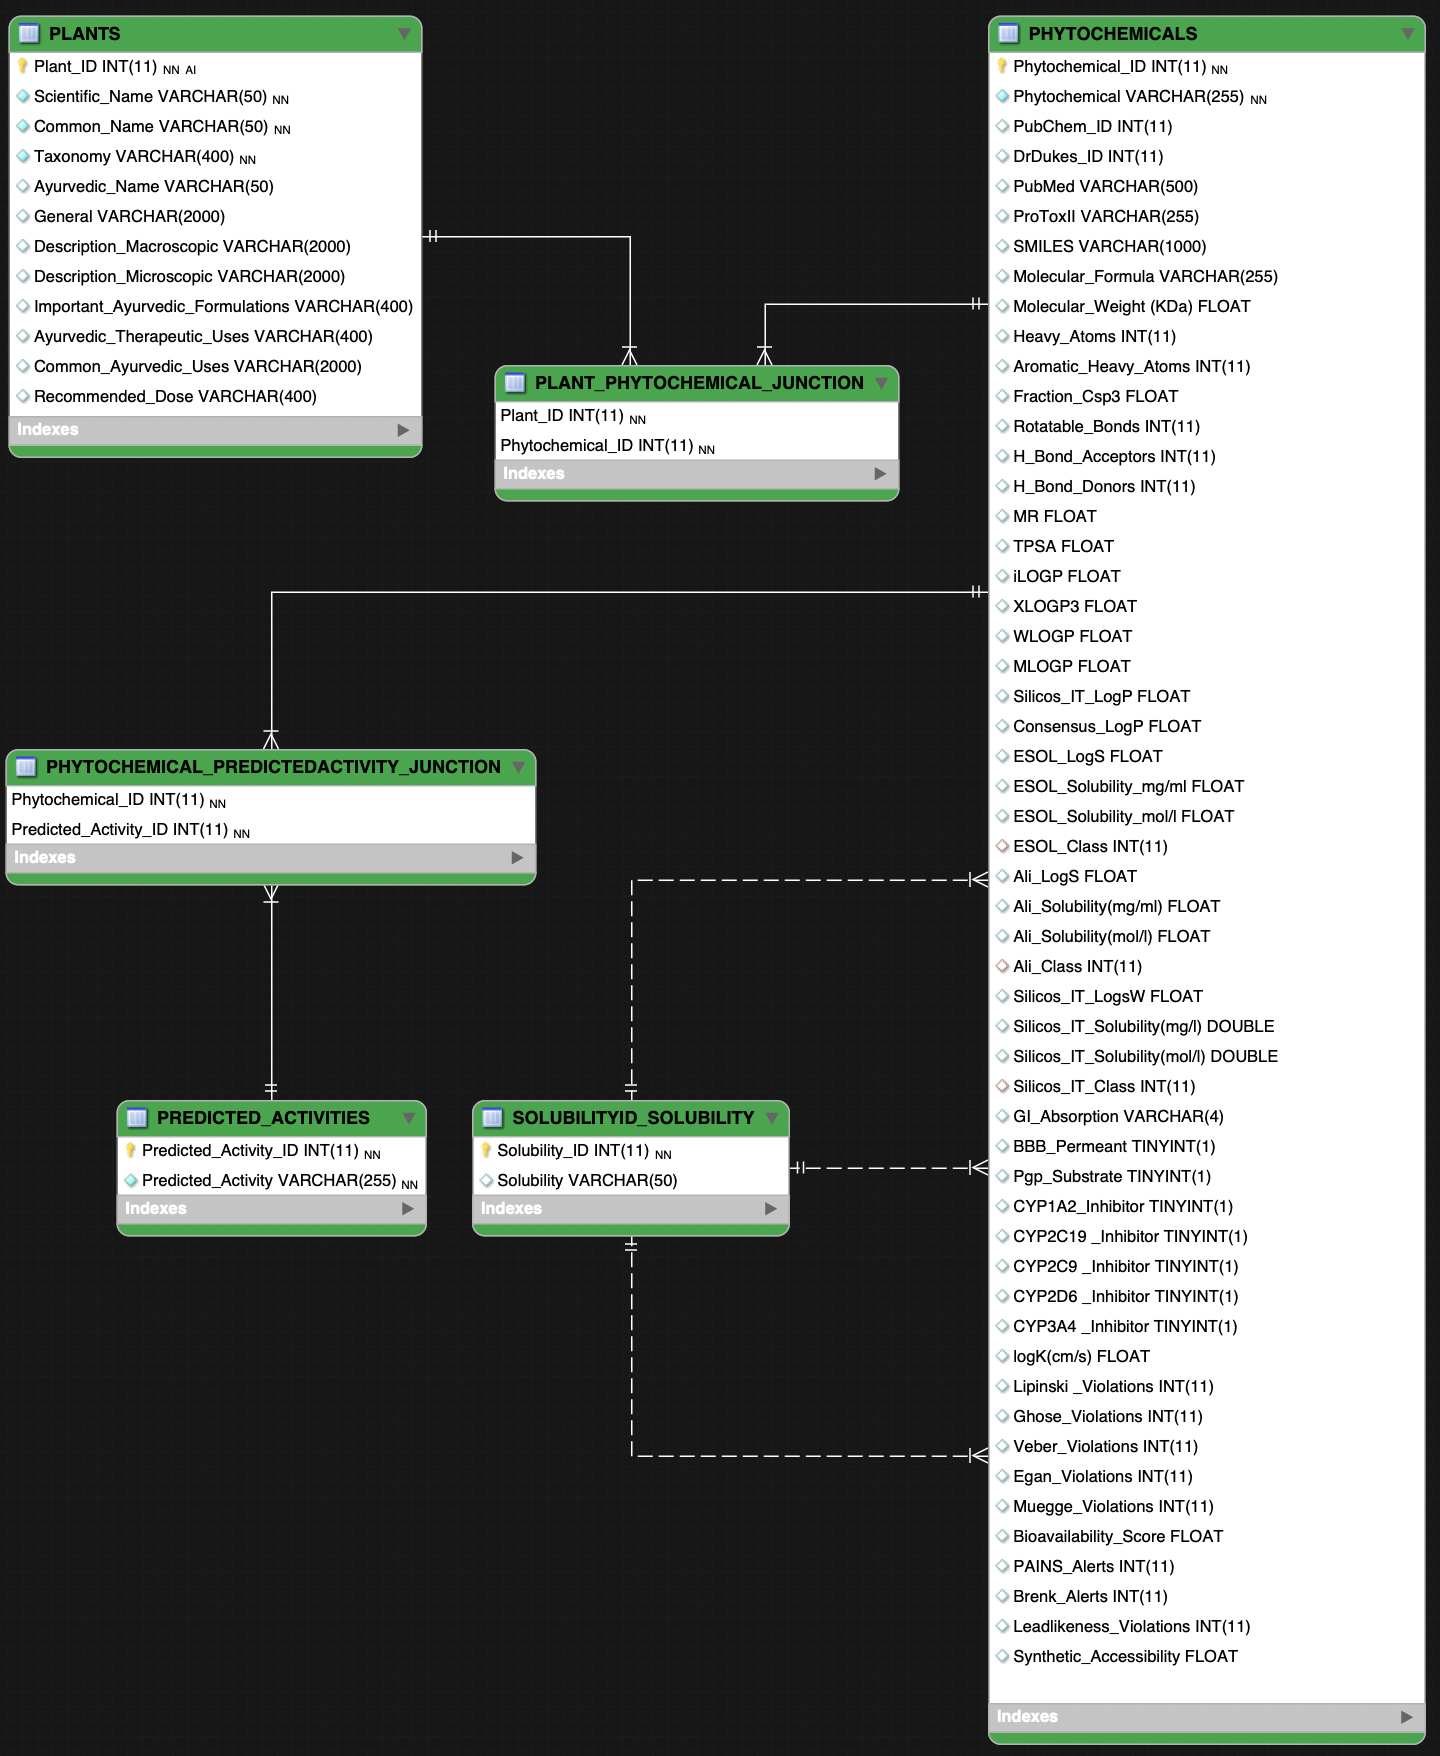 PLANTS
Plant_ID INT(11) NN AI
Scientific_Name VARCHAR(50) NN
Common_Name VARCHAR(50) NN
Taxonomy VARCHAR(400) NN
Ayurvedic_Name VARCHAR(50)
General VARCHAR(2000)
Description_Macroscopic VARCHAR(2000)
Description_Microscopic VARCHAR(2000)
Important_Ayurvedic_Formulations VARCHAR(400)
Ayurvedic_Therapeutic_Uses VARCHAR(400)
Common_Ayurvedic_Uses VARCHAR(2000)
Recommended_Dose VARCHAR(400)
Indexes
PLANT_PHYTOCHEMICAL_JUNCTION
Plant_ID INT(11) NN
Phytochemical_ID INT(11) NN
Indexes
PHYTOCHEMICAL_PREDICTEDACTIVITY_JUNCTION
Phytochemical_ID INT(11) NN
Predicted_Activity_ID INT(11) NN
Indexes
PREDICTED_ACTIVITIES
Predicted_Activity_ID INT(11) NN
Predicted_Activity VARCHAR(255) NN
Indexes
SOLUBILITYID_SOLUBILITY
Solubility_ID INT(11) NN
Solubility VARCHAR(50)
Indexes
PHYTOCHEMICALS
Phytochemical_ID INT(11) NN
Phytochemical VARCHAR(255) NN
PubChem_ID INT(11)
DrDukes_ID INT(11)
PubMed VARCHAR(500)
ProToxII VARCHAR(255)
SMILES VARCHAR(1000)
Molecular_Formula VARCHAR(255)
Molecular_Weight (KDa) FLOAT
Heavy_Atoms INT(11)
Aromatic_Heavy_Atoms INT(11)
Fraction_Csp3 FLOAT
Rotatable_Bonds INT(11)
H_Bond_Acceptors INT(11)
H_Bond_Donors INT(11)
MR FLOAT
TPSA FLOAT
iLOGP FLOAT
XLOGP3 FLOAT
WLOGP FLOAT
MLOGP FLOAT
Silicos_IT_LogP FLOAT
Consensus_LogP FLOAT
ESOL_LogS FLOAT
ESOL_Solubility_mg/ml FLOAT
ESOL_Solubility_mol/l FLOAT
ESOL_Class INT(11)
Ali_LogS FLOAT
Ali_Solubility(mg/ml) FLOAT
Ali_Solubility(mol/l) FLOAT
Ali_Class INT(11)
Silicos_IT_LogsW FLOAT
Silicos_IT_Solubility(mg/l) DOUBLE
Silicos_IT_Solubility(mol/l) DOUBLE
Silicos_IT_Class INT(11)
GI_Absorption VARCHAR(4)
BBB_Permeant TINYINT(1)
Pgp_Substrate TINYINT(1)
CYP1A2_Inhibitor TINYINT(1)
CYP2C19 _Inhibitor TINYINT(1)
CYP2C9 _Inhibitor TINYINT(1)
CYP2D6 _Inhibitor TINYINT(1)
CYP3A4 _Inhibitor TINYINT(1)
logK(cm/s) FLOAT
Lipinski _Violations INT(11)
Ghose_Violations INT(11)
Veber_Violations INT(11)
Egan_Violations INT(11)
Muegge_Violations INT(11)
Bioavailability_Score FLOAT
PAINS_Alerts INT(11)
Brenk_Alerts INT(11)
Leadlikeness_Violations INT(11)
Synthetic_Accessibility FLOAT
Indexes